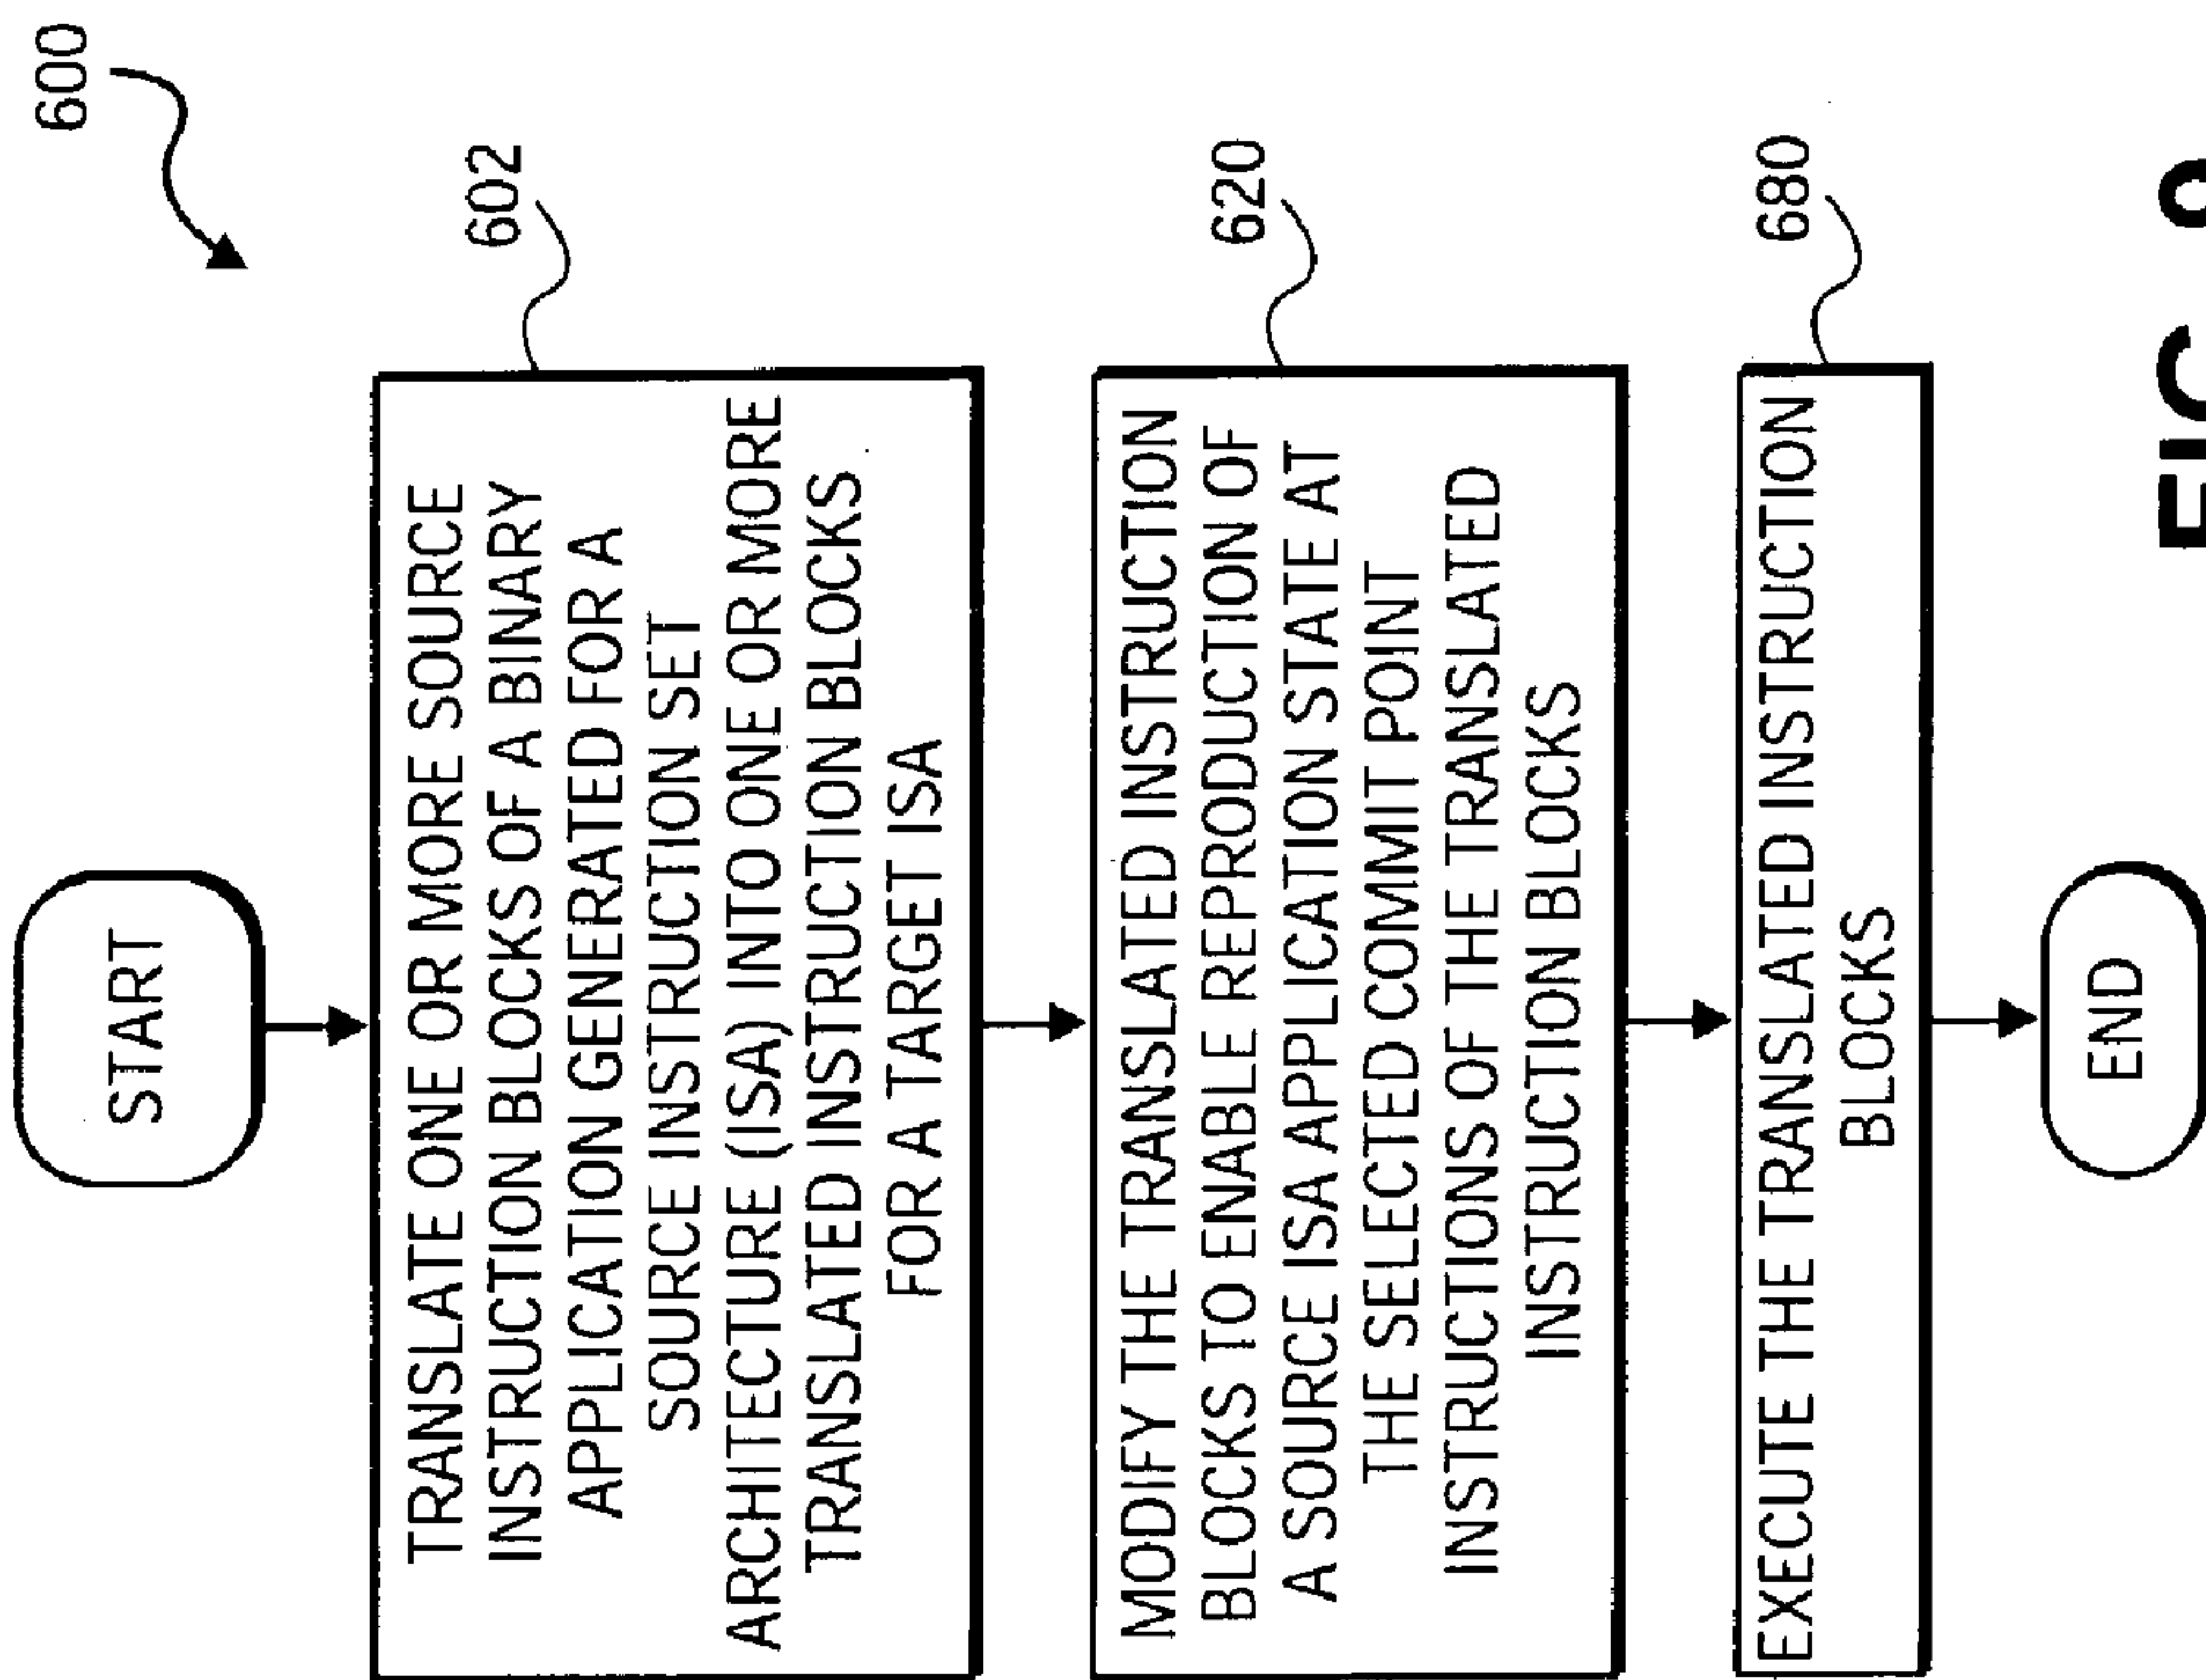 600
START
TRANSLATE ONE OR MORE SOURCE
INSTRUCTION BLOCKS OF A BINARY
APPLICATION GENERATED FOR A
SOURCE INSTRUCTION SET
ARCHITECTURE (ISA) INTO ONE OR MORE
TRANSLATED INSTRUCTION BLOCKS
FOR A TARGET ISA
602
MODIFY THE TRANSLATED INSTRUCTION
BLOCKS TO ENABLE REPRODUCTION OF
A SOURCE ISA APPLICATION STATE AT
THE SELECTED COMMIT POINT
INSTRUCTIONS OF THE TRANSLATED
INSTRUCTION BLOCKS
620
EXECUTE THE TRANSLATED INSTRUCTION
BLOCKS
680
END